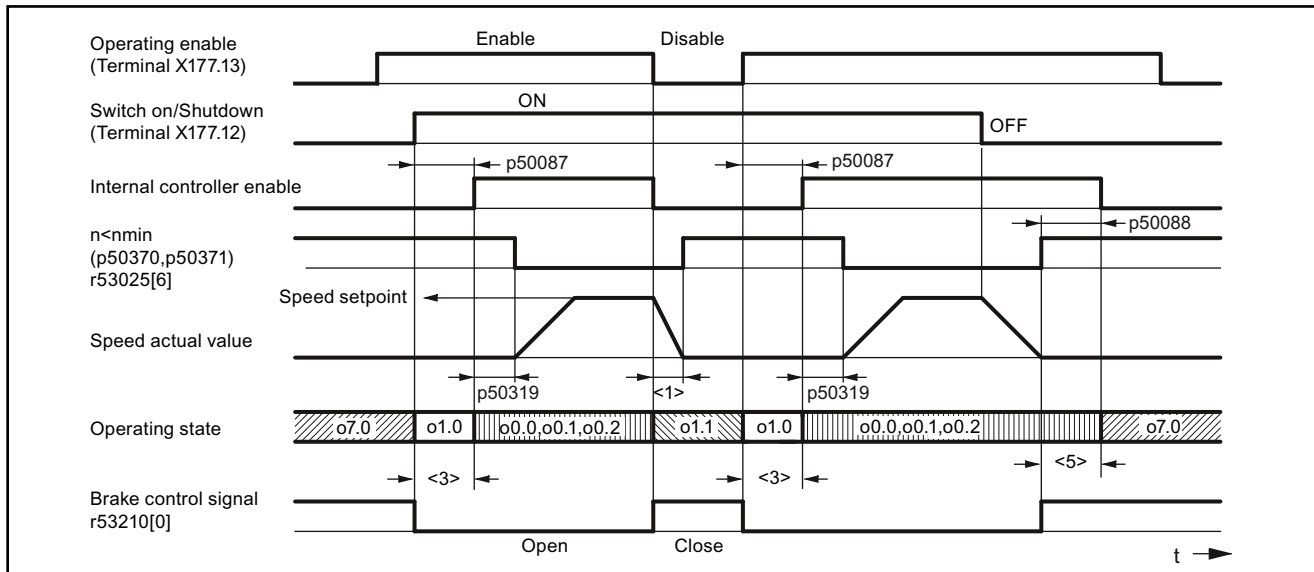 Operating enable
(Terminal X177.13)
Enable
Disable
Switch on/Shutdown
(Terminal X177.12)
ON
OFF
p50087
p50087
Internal controller enable
p50088
n<nmin
(p50370,p50371)
r53025[6]
Speed setpoint
Speed actual value
p50319
<1>
p50319
Operating state
o7.0
o1.0
o0.0,o0.1,o0.2
o1.1
o1.0
o0.0,o0.1,o0.2
o7.0
<3>
<3>
<5>
Brake control signal
r53210[0]
Open
Close
t